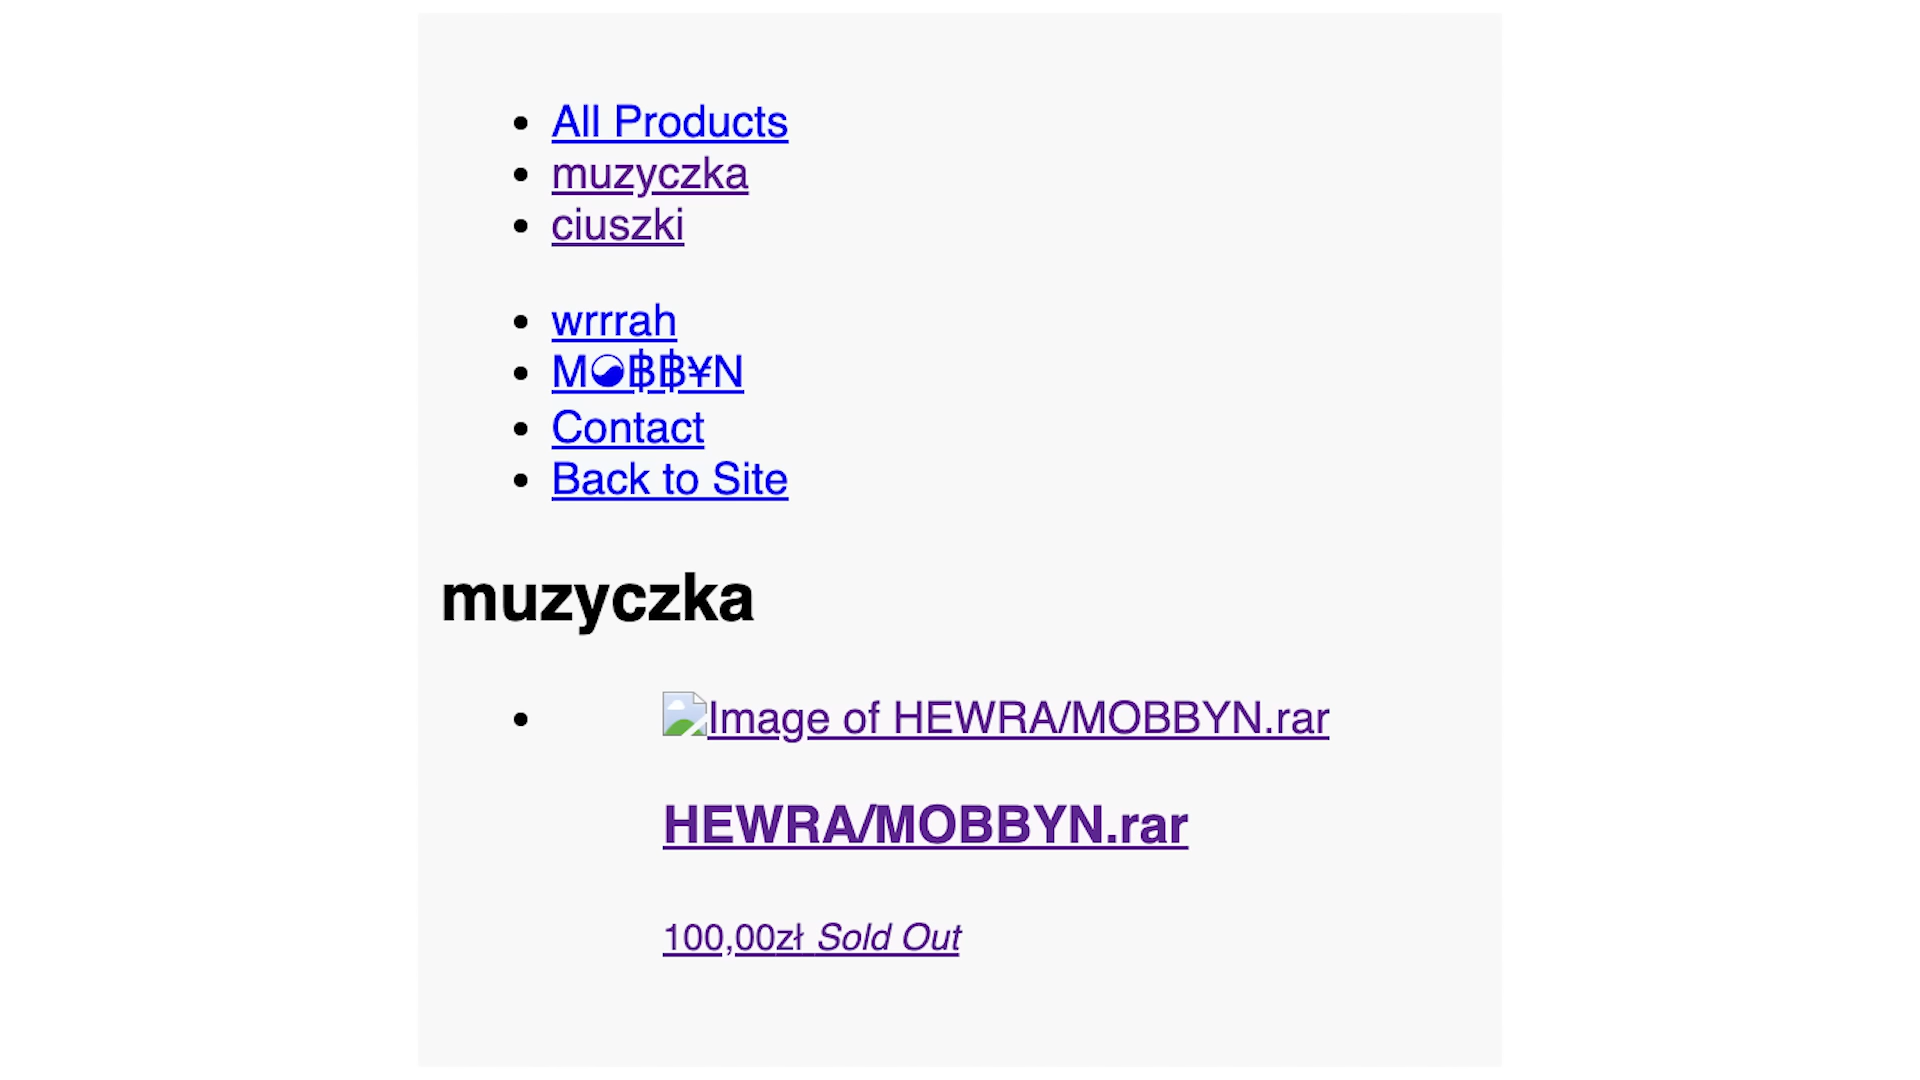 All Products
muzyczka
ciuszki
wrrrah
M☯฿฿¥N
Contact
Back to Site
muzyczka
Image of HEWRA/MOBBYN.rar
HEWRA/MOBBYN.rar
100,00zł Sold Out